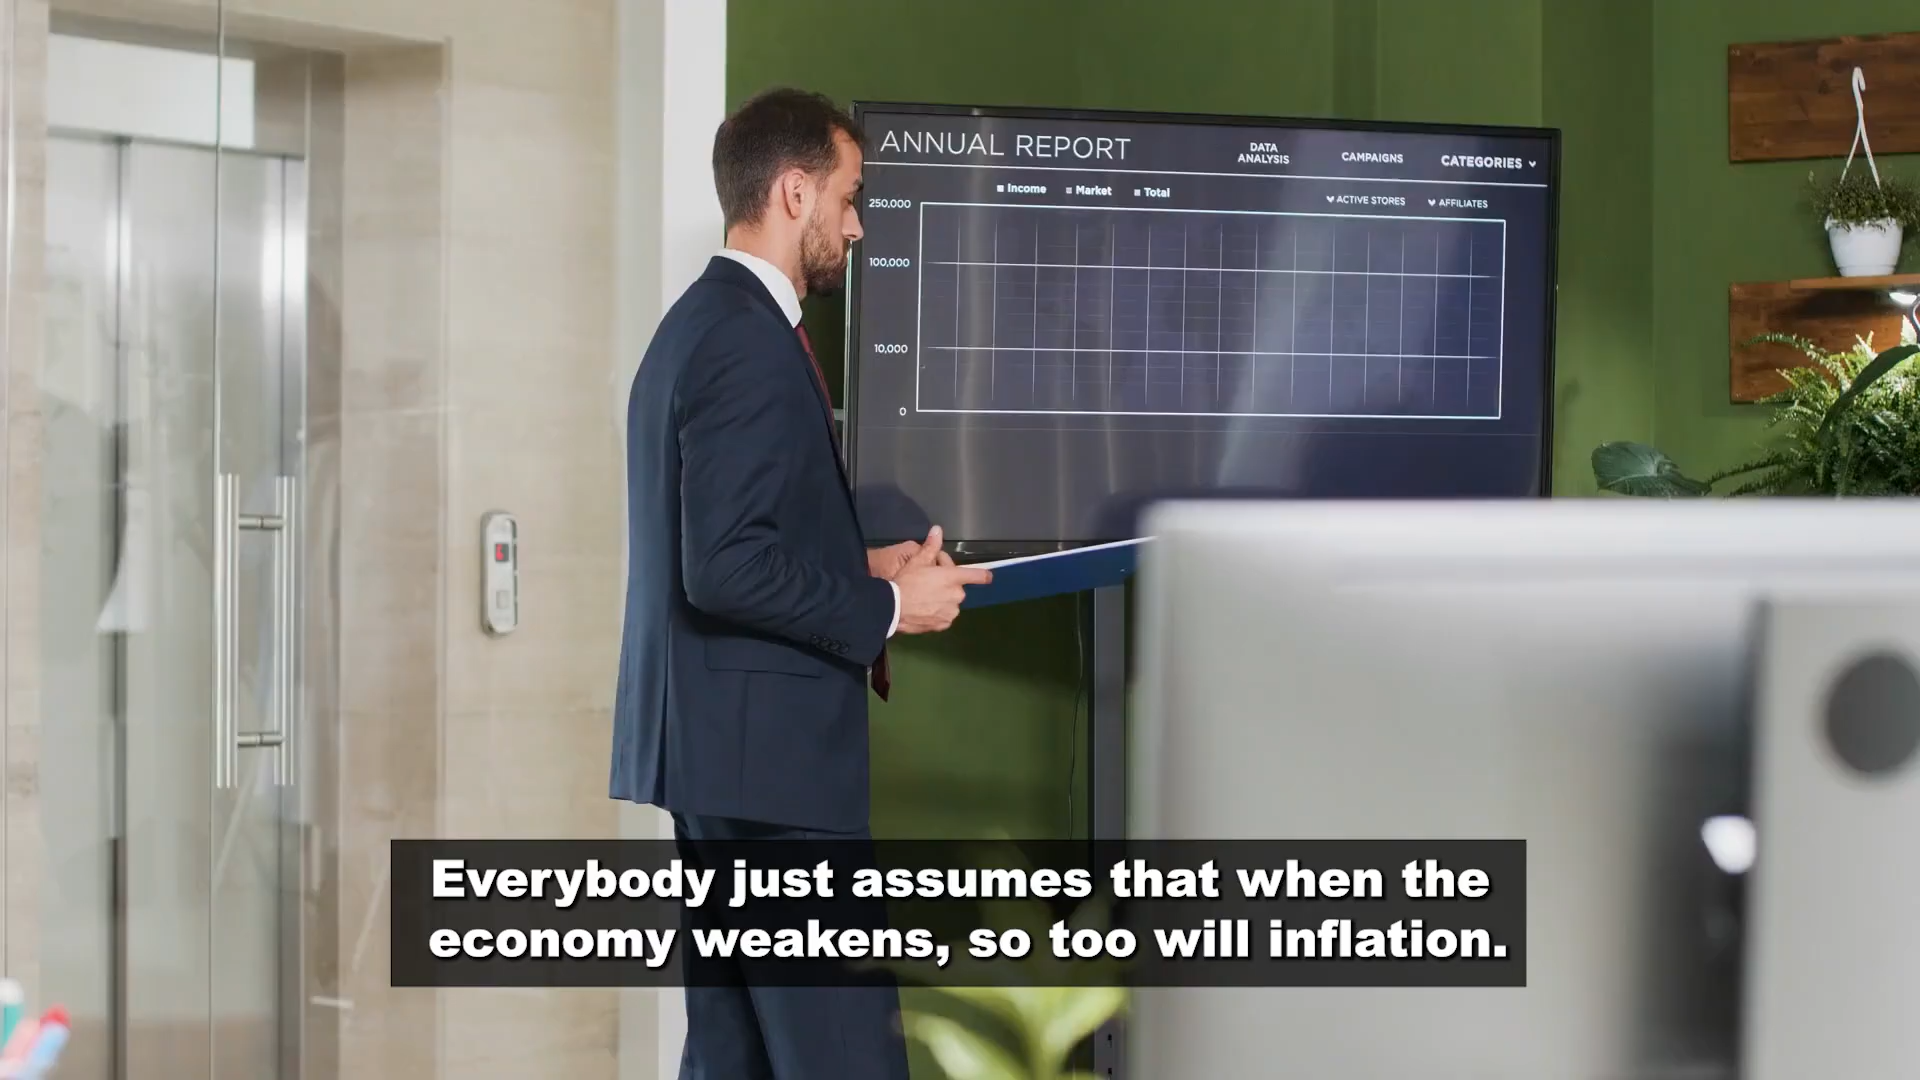 ANNUAL REPORT
DATA
ANALYSIS
CAMPAIGNS
CATEGORIES
Income
Market
Total
ACTIVE STORES
AFFILIATES
250,000
100,000
10,000
0
Everybody just assumes that when the
economy weakens, so too will inflation.